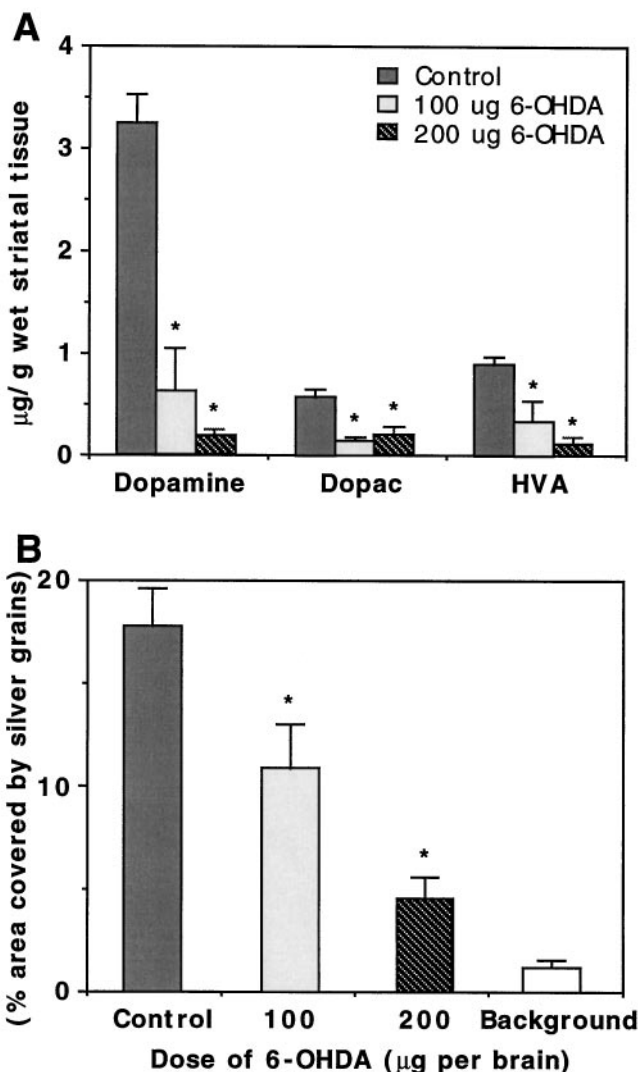 A
4
Control
100 ug 6-OHDA
200 ug 6-OHDA
3
2
1
0
µg/g wet striatal tissue
* * * * * *
Dopamine Dopac HVA
B
20
10
0
(% area covered by silver grains)
* *
Control 100 200 Background
Dose of 6-OHDA (µg per brain)